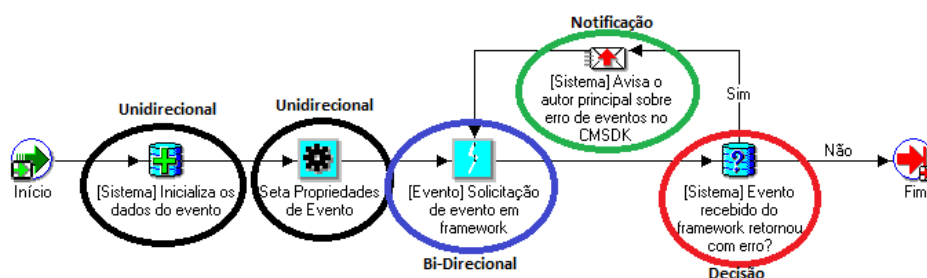 Notificação
[Sistema] Avisa o
autor principal sobre
erro de eventos no
CMSDK
Sim
Unidirecional
Unidirecional
Início
[Sistema] Inicializa os
dados do evento
Seta Propriedades
de Evento
[Evento] Solicitação
de evento em
framework
Bi-Direcional
[Sistema] Evento
recebido do
framework retornou
com erro?
Decisão
Não
Fim